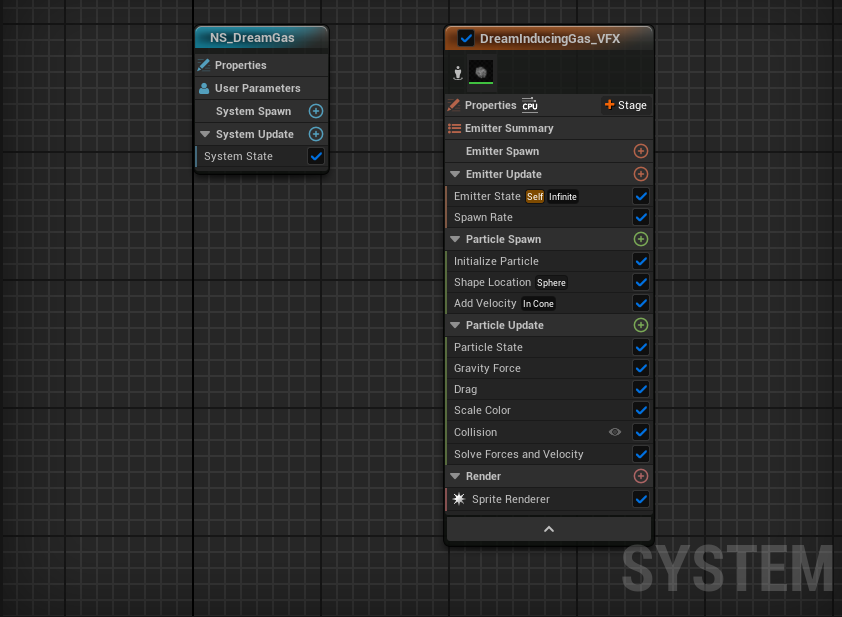 NS_DreamGas
Properties
User Parameters
System Spawn
System Update
System State
DreamInducingGas_VFX
Properties CPU + Stage
Emitter Summary
Emitter Spawn
Emitter Update
Emitter State Self Infinite
Spawn Rate
Particle Spawn
Initialize Particle
Shape Location Sphere
Add Velocity In Cone
Particle Update
Particle State
Gravity Force
Drag
Scale Color
Collision
Solve Forces and Velocity
Render
Sprite Renderer
SYSTEM